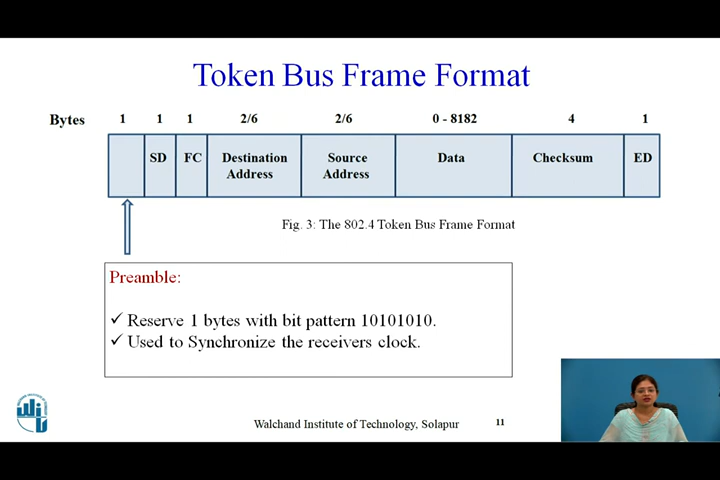 Token Bus Frame Format
Bytes 1 1 1 2/6 2/6 0 - 8182 4 1
SD FC Destination Address Source Address Data Checksum ED
Fig. 3: The 802.4 Token Bus Frame Format
Preamble:
✓ Reserve 1 bytes with bit pattern 10101010.
✓ Used to Synchronize the receivers clock.
Walchand Institute of Technology, Solapur 11